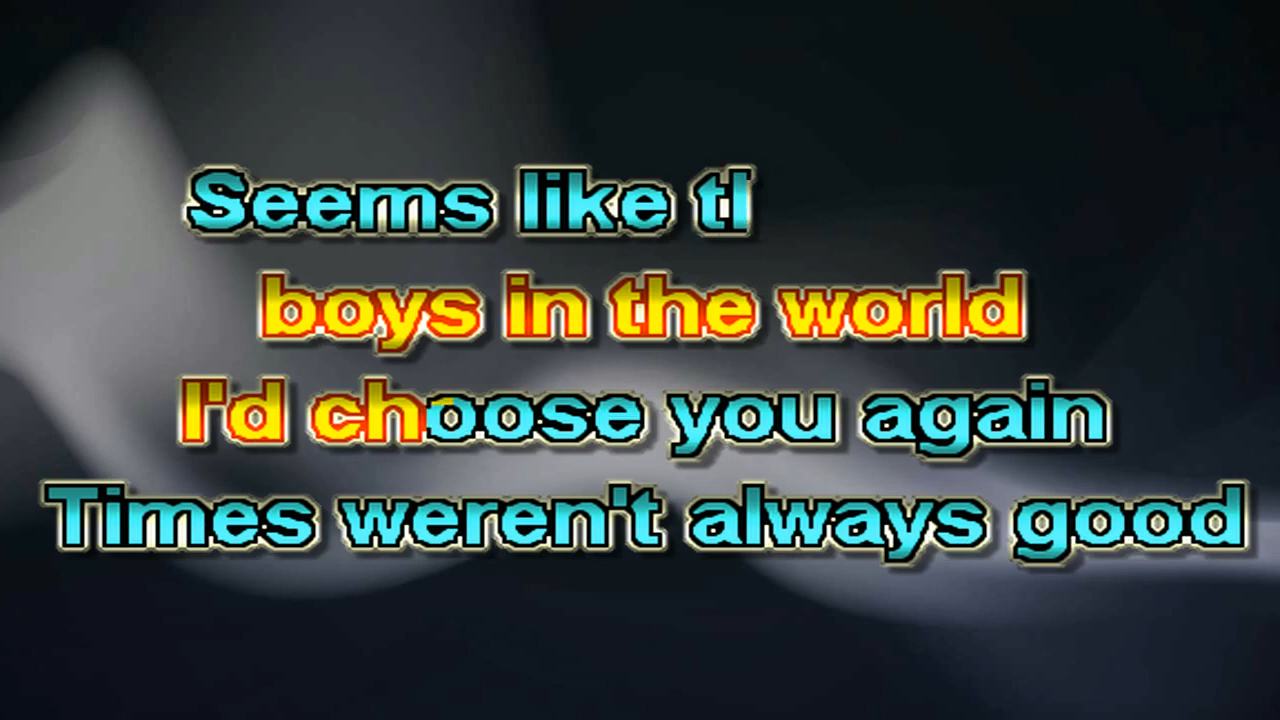 Seems like
boys in the world
I'd choose you again
Times weren't always good